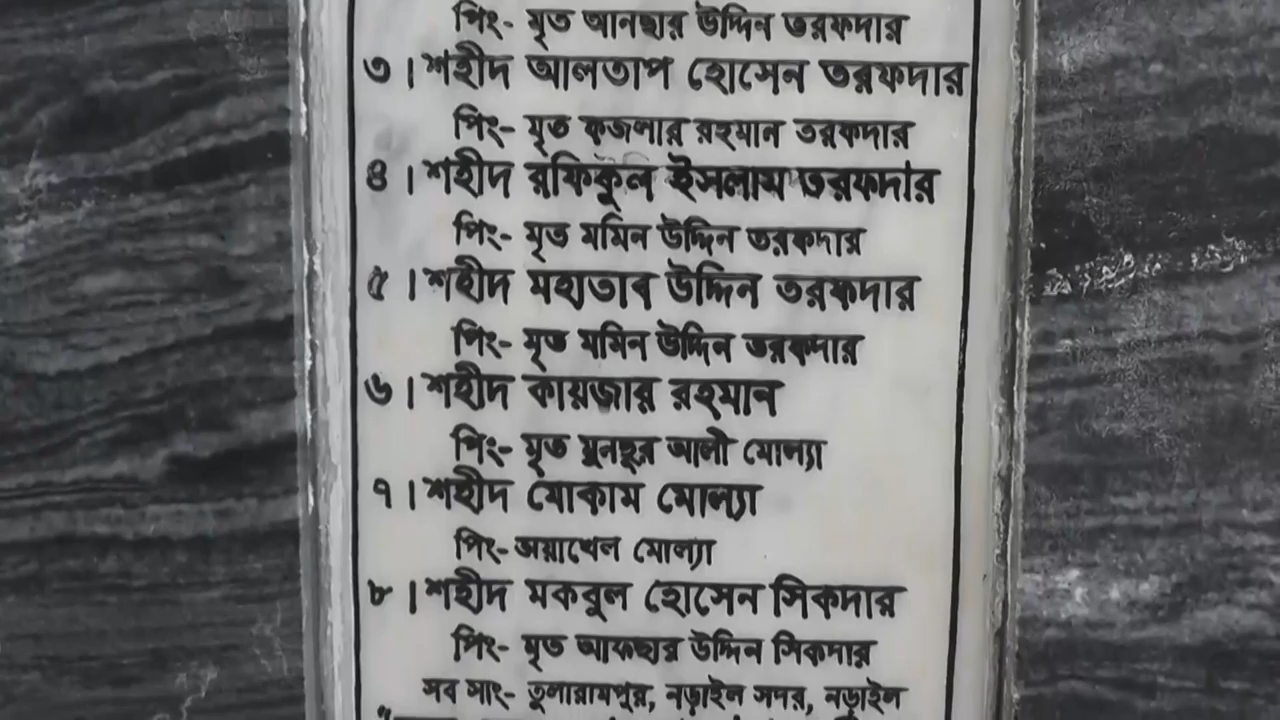 পিং- মৃত আনছার উদ্দিন তরফদার
৩। শহীদ আলতাপ হোসেন তরফদার
পিং- মৃত ফজলার রহমান তরফদার
৪। শহীদ রফিকুল ইসলাম তরফদার
পিং- মৃত মমিন উদ্দিন তরফদার
৫। শহীদ মহাতাব উদ্দিন তরফদার
পিং- মৃত মমিন উদ্দিন তরফদার
৬। শহীদ কায়জার রহমান
পিং- মৃত মুনছুর আলী মোল্যা
৭। শহীদ মোকাম মোল্যা
পিং- অয়াখেল মোল্যা
৮। শহীদ মকবুল হোসেন সিকদার
পিং- মৃত আফছার উদ্দিন সিকদার
সব সাং- তুলারামপুর, নড়াইল সদর, নড়াইল